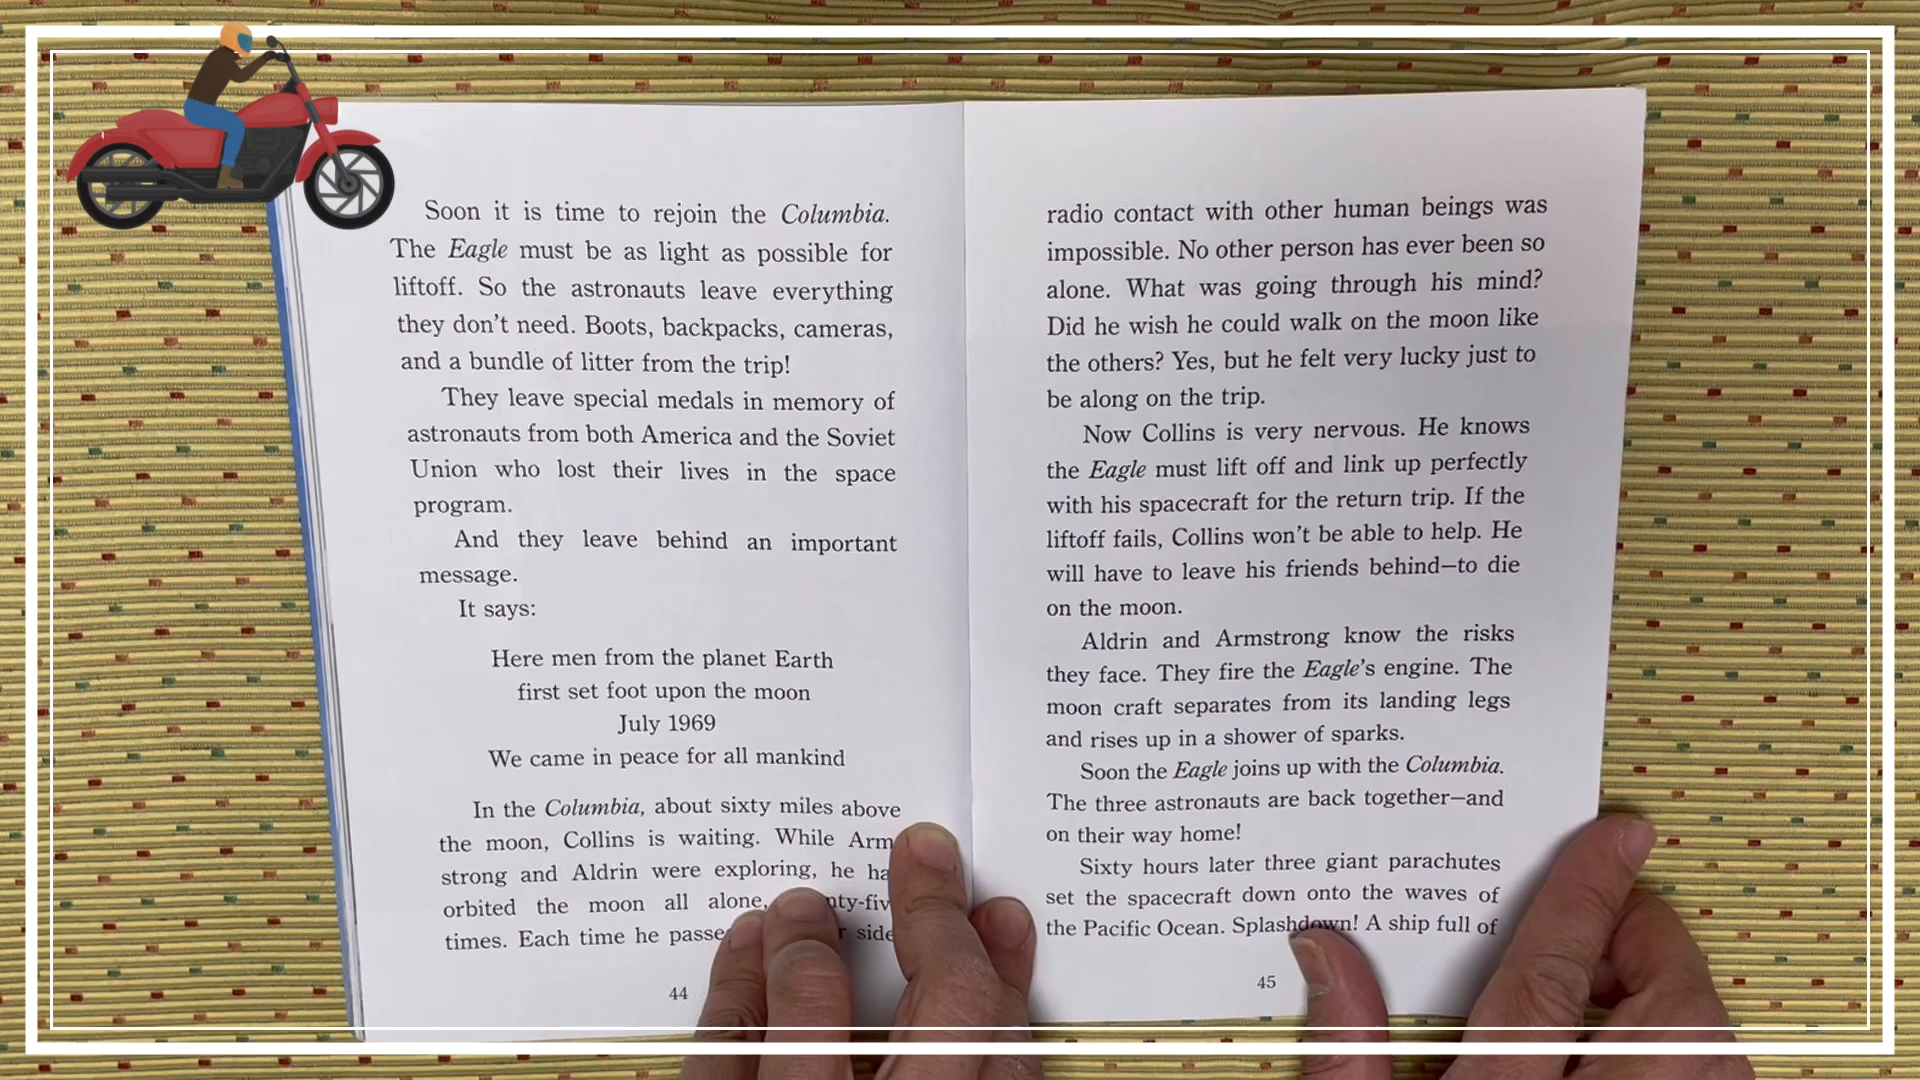 Soon it is time to rejoin the Columbia.
The Eagle must be as light as possible for
liftoff. So the astronauts leave everything
they don't need. Boots, backpacks, cameras,
and a bundle of litter from the trip!
They leave special medals in memory of
astronauts from both America and the Soviet
Union who lost their lives in the space
program.
And they leave behind an important
message.
It says:
Here men from the planet Earth
first set foot upon the moon
July 1969
We came in peace for all mankind
In the Columbia, about sixty miles above
the moon, Collins is waiting. While Arm
strong and Aldrin were exploring, he
orbited the moon all alone,
times. Each time he side
44
radio contact with other human beings was
impossible. No other person has ever been so
alone. What was going through his mind?
Did he wish he could walk on the moon like
the others? Yes, but he felt very lucky just to
be along on the trip.
Now Collins is very nervous. He knows
the Eagle must lift off and link up perfectly
with his spacecraft for the return trip. If the
liftoff fails, Collins won't be able to help. He
will have to leave his friends behind—to die
on the moon.
Aldrin and Armstrong know the risks
they face. They fire the Eagle's engine. The
moon craft separates from its landing legs
and rises up in a shower of sparks.
Soon the Eagle joins up with the Columbia.
The three astronauts are back together—and
on their way home!
Sixty hours later three giant parachutes
set the spacecraft down onto the waves of
the Pacific Ocean. Splashdown! A ship full of
45